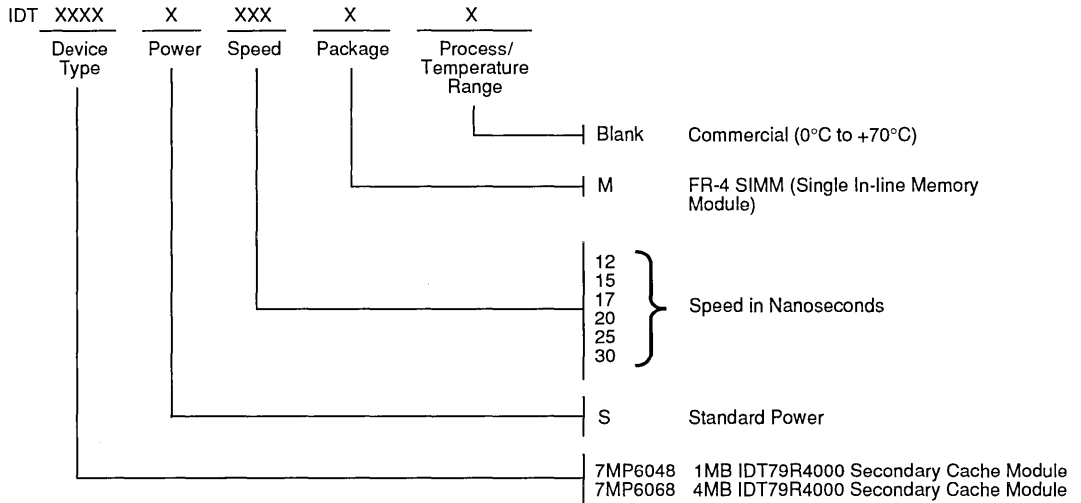 IDT XXXX X XXX X X
Device Type
Power
Speed
Package
Process/
Temperature
Range
Blank Commercial (0°C to +70°C)
M FR-4 SIMM (Single In-line Memory
Module)
12
15
17
20
25
30
Speed in Nanoseconds
S Standard Power
7MP6048 1MB IDT79R4000 Secondary Cache Module
7MP6068 4MB IDT79R4000 Secondary Cache Module